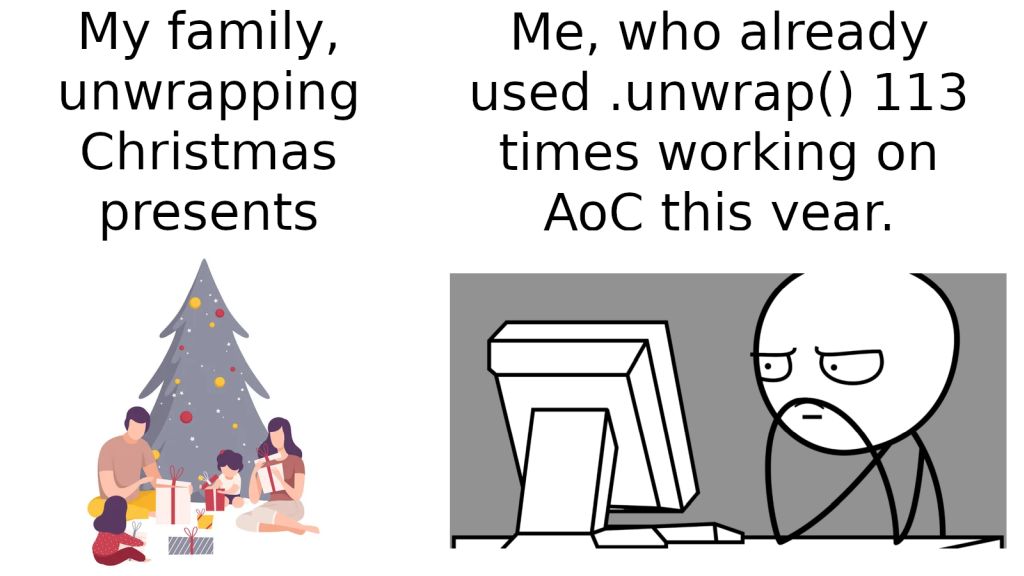 My family,
unwrapping
Christmas
presents
Me, who already
used .unwrap() 113
times working on
AoC this year.